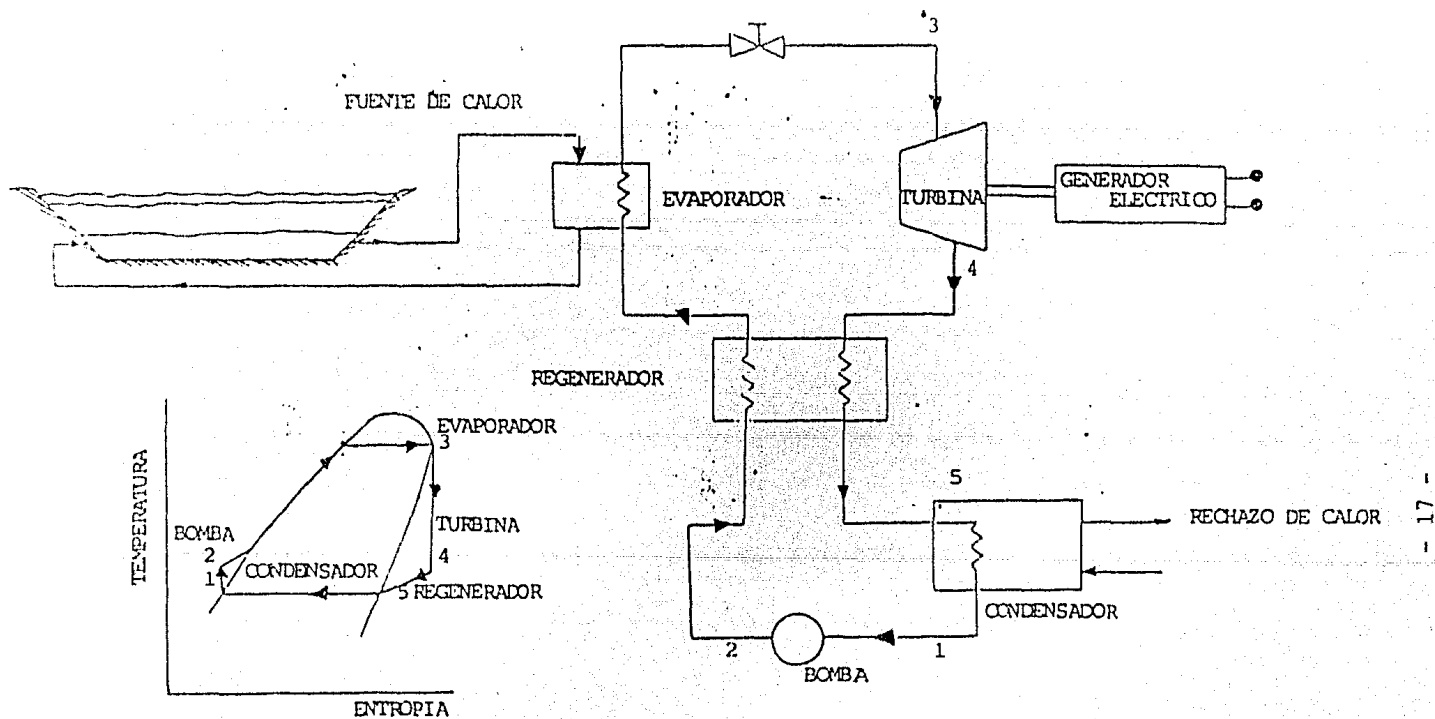 3
FUENTE DE CALOR
EVAPORADOR
TURBINA
GENERADOR
ELECTRICO
4
REGENERADOR
5
RECHAZO DE CALOR
CONDENSADOR
1
2
BOMBA
TEMPERATURA
EVAPORADOR
3
TURBINA
4
BOMBA
2
1
CONDENSADOR
5 REGENERADOR
ENTROPIA
- 17 -